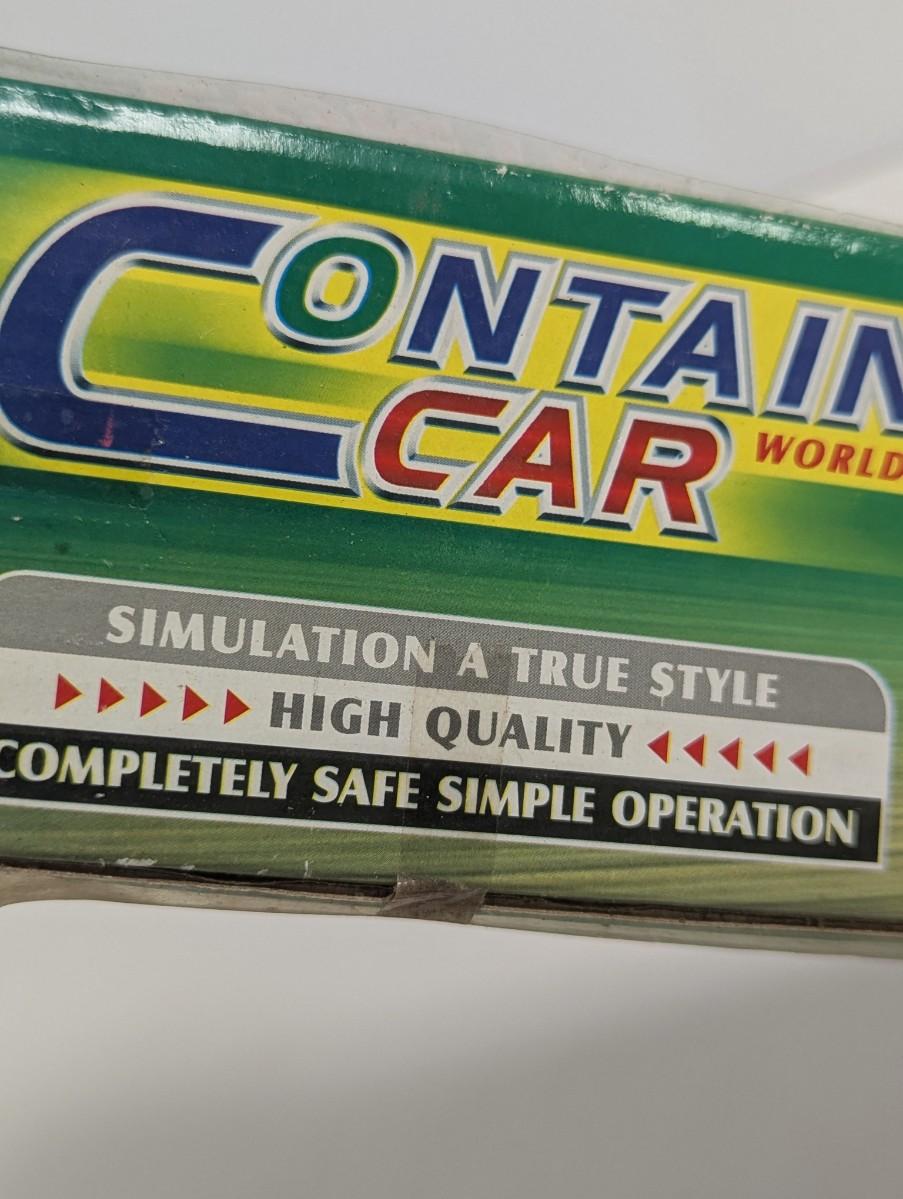 CONTAIN
CAR WORLD
SIMULATION A TRUE STYLE
HIGH QUALITY
COMPLETELY SAFE SIMPLE OPERATION